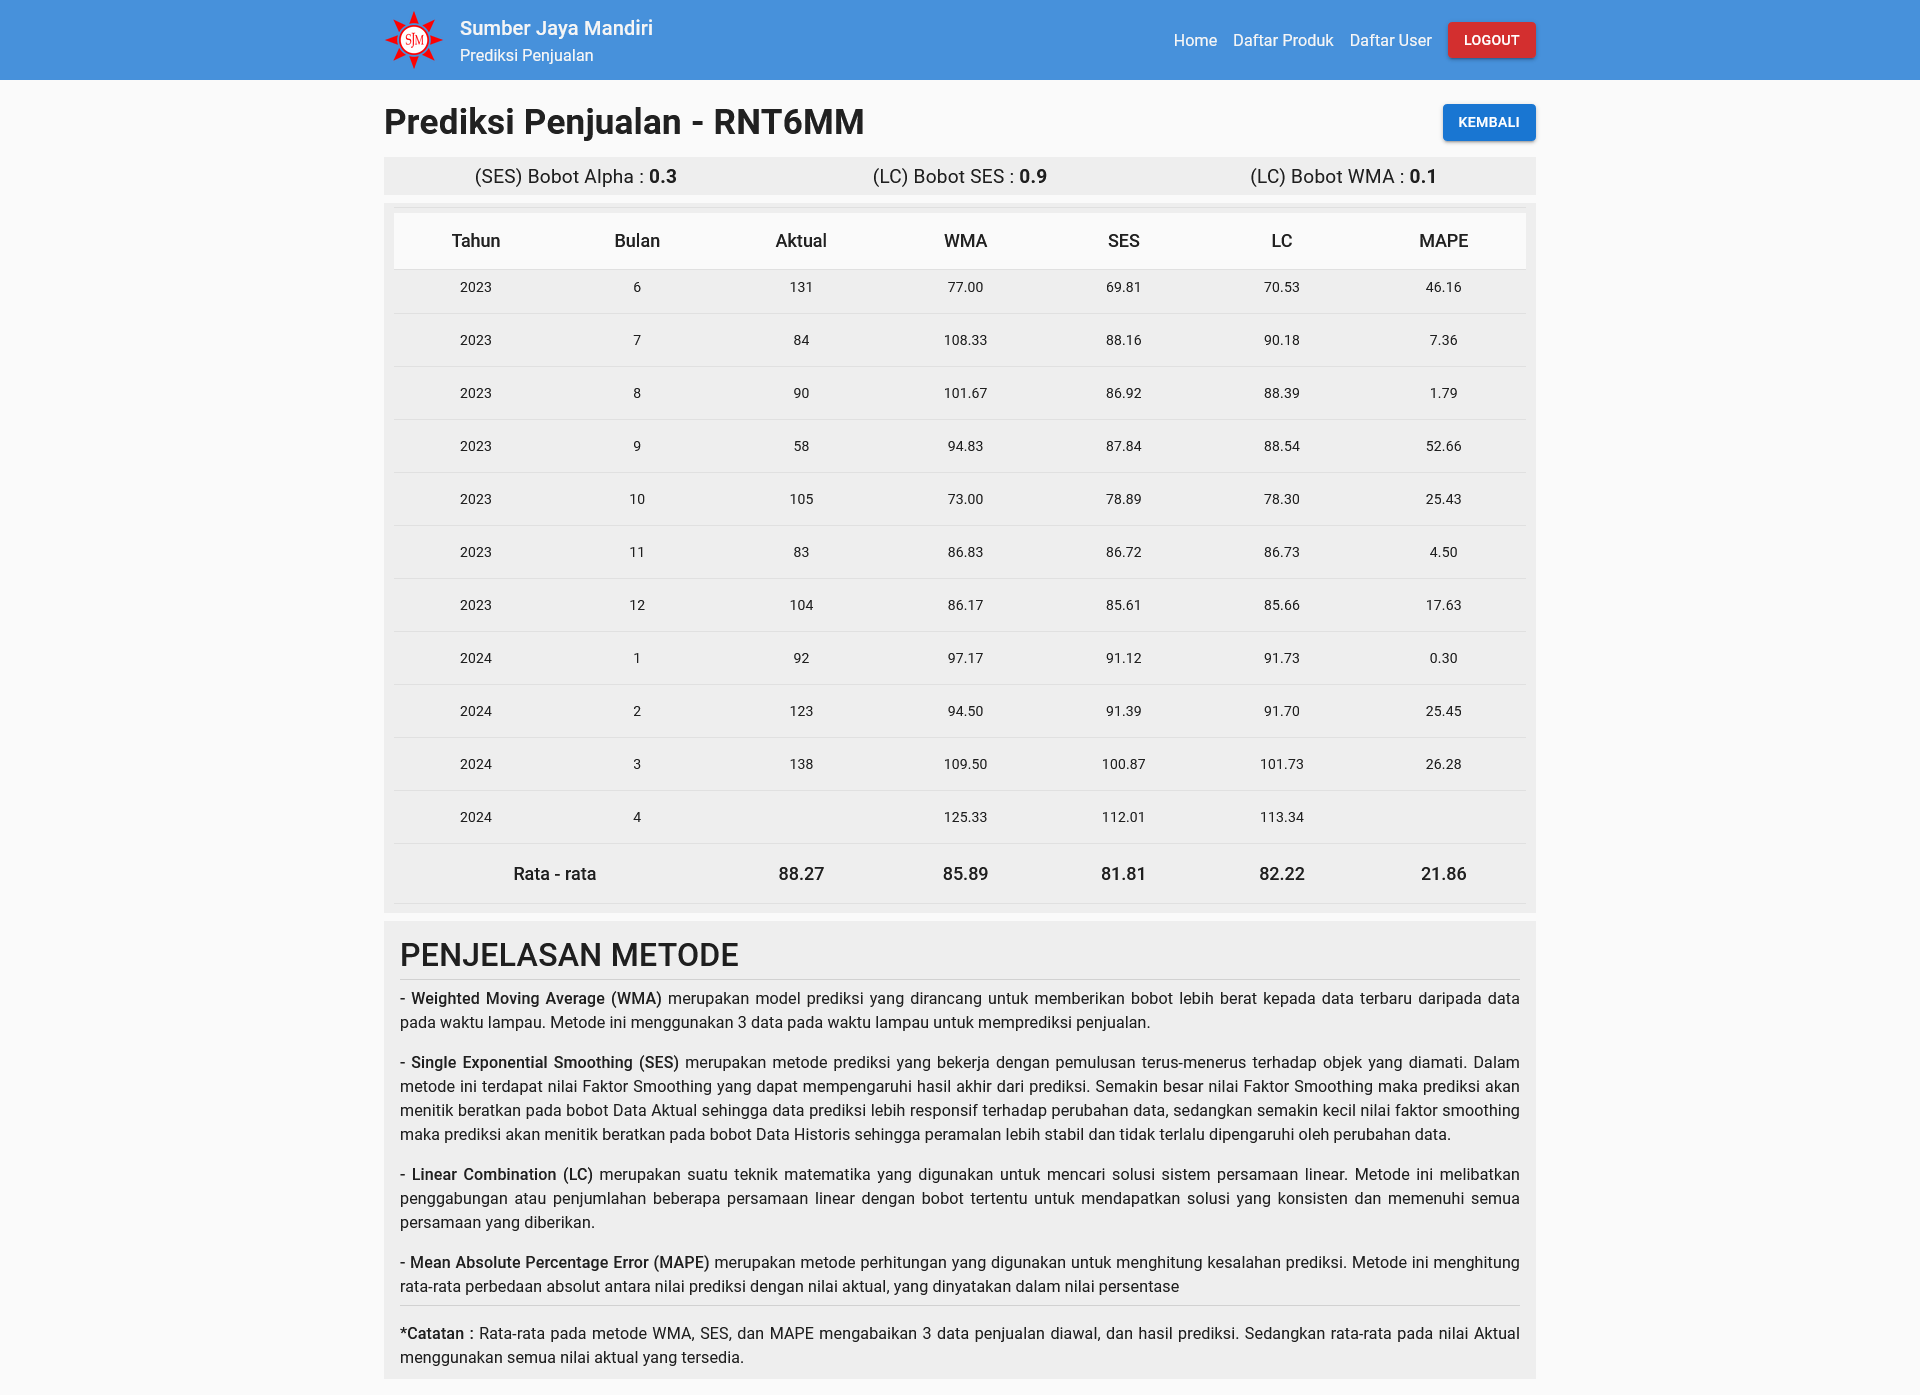 SJM
Sumber Jaya Mandiri
Prediksi Penjualan
Home Daftar Produk Daftar User LOGOUT
Prediksi Penjualan - RNT6MM
KEMBALI
(SES) Bobot Alpha : 0.3 (LC) Bobot SES : 0.9 (LC) Bobot WMA : 0.1
Tahun Bulan Aktual WMA SES LC MAPE
2023 6 131 77.00 69.81 70.53 46.16
2023 7 84 108.33 88.16 90.18 7.36
2023 8 90 101.67 86.92 88.39 1.79
2023 9 58 94.83 87.84 88.54 52.66
2023 10 105 73.00 78.89 78.30 25.43
2023 11 83 86.83 86.72 86.73 4.50
2023 12 104 86.17 85.61 85.66 17.63
2024 1 92 97.17 91.12 91.73 0.30
2024 2 123 94.50 91.39 91.70 25.45
2024 3 138 109.50 100.87 101.73 26.28
2024 4 125.33 112.01 113.34
Rata - rata 88.27 85.89 81.81 82.22 21.86
PENJELASAN METODE
- Weighted Moving Average (WMA) merupakan model prediksi yang dirancang untuk memberikan bobot lebih berat kepada data terbaru daripada data
pada waktu lampau. Metode ini menggunakan 3 data pada waktu lampau untuk memprediksi penjualan.
- Single Exponential Smoothing (SES) merupakan metode prediksi yang bekerja dengan pemulusan terus-menerus terhadap objek yang diamati. Dalam
metode ini terdapat nilai Faktor Smoothing yang dapat mempengaruhi hasil akhir dari prediksi. Semakin besar nilai Faktor Smoothing maka prediksi akan
menitik beratkan pada bobot Data Aktual sehingga data prediksi lebih responsif terhadap perubahan data, sedangkan semakin kecil nilai faktor smoothing
maka prediksi akan menitik beratkan pada bobot Data Historis sehingga peramalan lebih stabil dan tidak terlalu dipengaruhi oleh perubahan data.
- Linear Combination (LC) merupakan suatu teknik matematika yang digunakan untuk mencari solusi sistem persamaan linear. Metode ini melibatkan
penggabungan atau penjumlahan beberapa persamaan linear dengan bobot tertentu untuk mendapatkan solusi yang konsisten dan memenuhi semua
persamaan yang diberikan.
- Mean Absolute Percentage Error (MAPE) merupakan metode perhitungan yang digunakan untuk menghitung kesalahan prediksi. Metode ini menghitung
rata-rata perbedaan absolut antara nilai prediksi dengan nilai aktual, yang dinyatakan dalam nilai persentase
*Catatan : Rata-rata pada metode WMA, SES, dan MAPE mengabaikan 3 data penjualan diawal, dan hasil prediksi. Sedangkan rata-rata pada nilai Aktual
menggunakan semua nilai aktual yang tersedia.